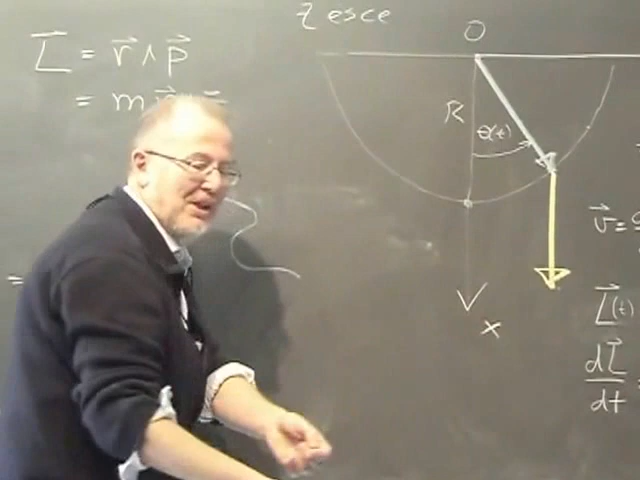 z esce
L⃗ = r⃗ ∧ p⃗
= m
O
R
θ(t)
x
v⃗ =
L⃗(t)
dL⃗/dt =
=